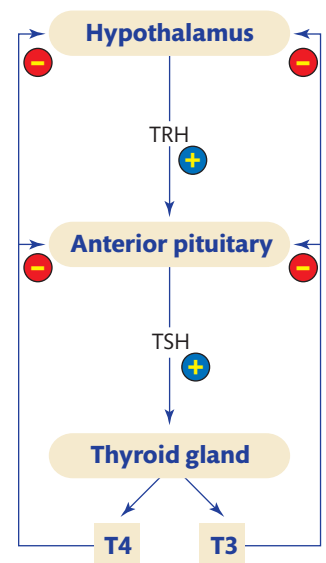 Hypothalamus
−
−
TRH
+
Anterior pituitary
−
−
TSH
+
Thyroid gland
T4
T3